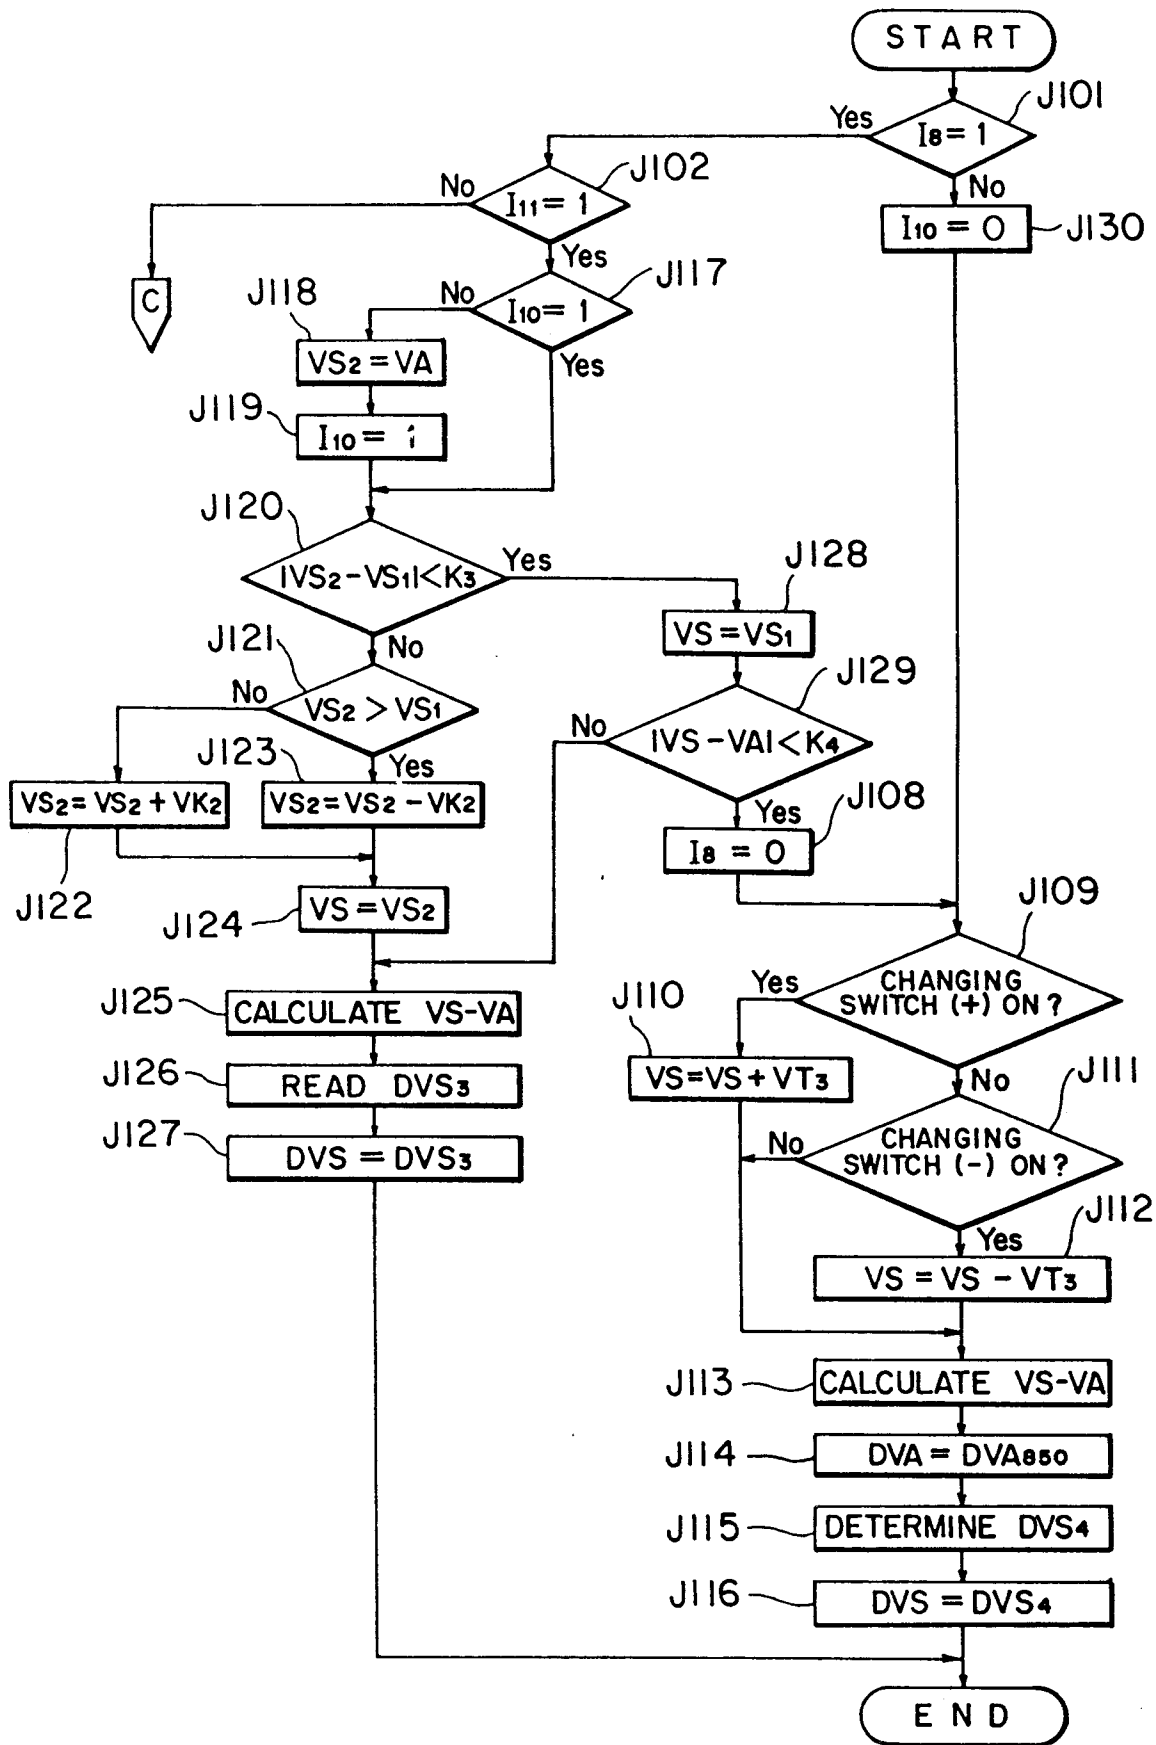 START
J101
Yes
I8 = 1
J102
No
No
I11 = 1
I10 = 0
J130
Yes
J117
C
J118
No
I10 = 1
VS2 = VA
Yes
J119
I10 = 1
J120
Yes
J128
|VS2-VS1|<K3
VS = VS1
J121
No
J129
No
VS2 > VS1
No
|VS-VA|<K4
J123
Yes
J108
VS2=VS2+VK2
VS2=VS2-VK2
Yes
I8 = 0
J122
J124
VS = VS2
J109
J125
CALCULATE VS-VA
J110
Yes
CHANGING
SWITCH (+) ON?
J126
READ DVS3
VS=VS+VT3
No
J111
J127
DVS = DVS3
No
CHANGING
SWITCH (-) ON?
J112
Yes
VS = VS - VT3
J113
CALCULATE VS-VA
J114
DVA = DVA850
J115
DETERMINE DVS4
J116
DVS = DVS4
END